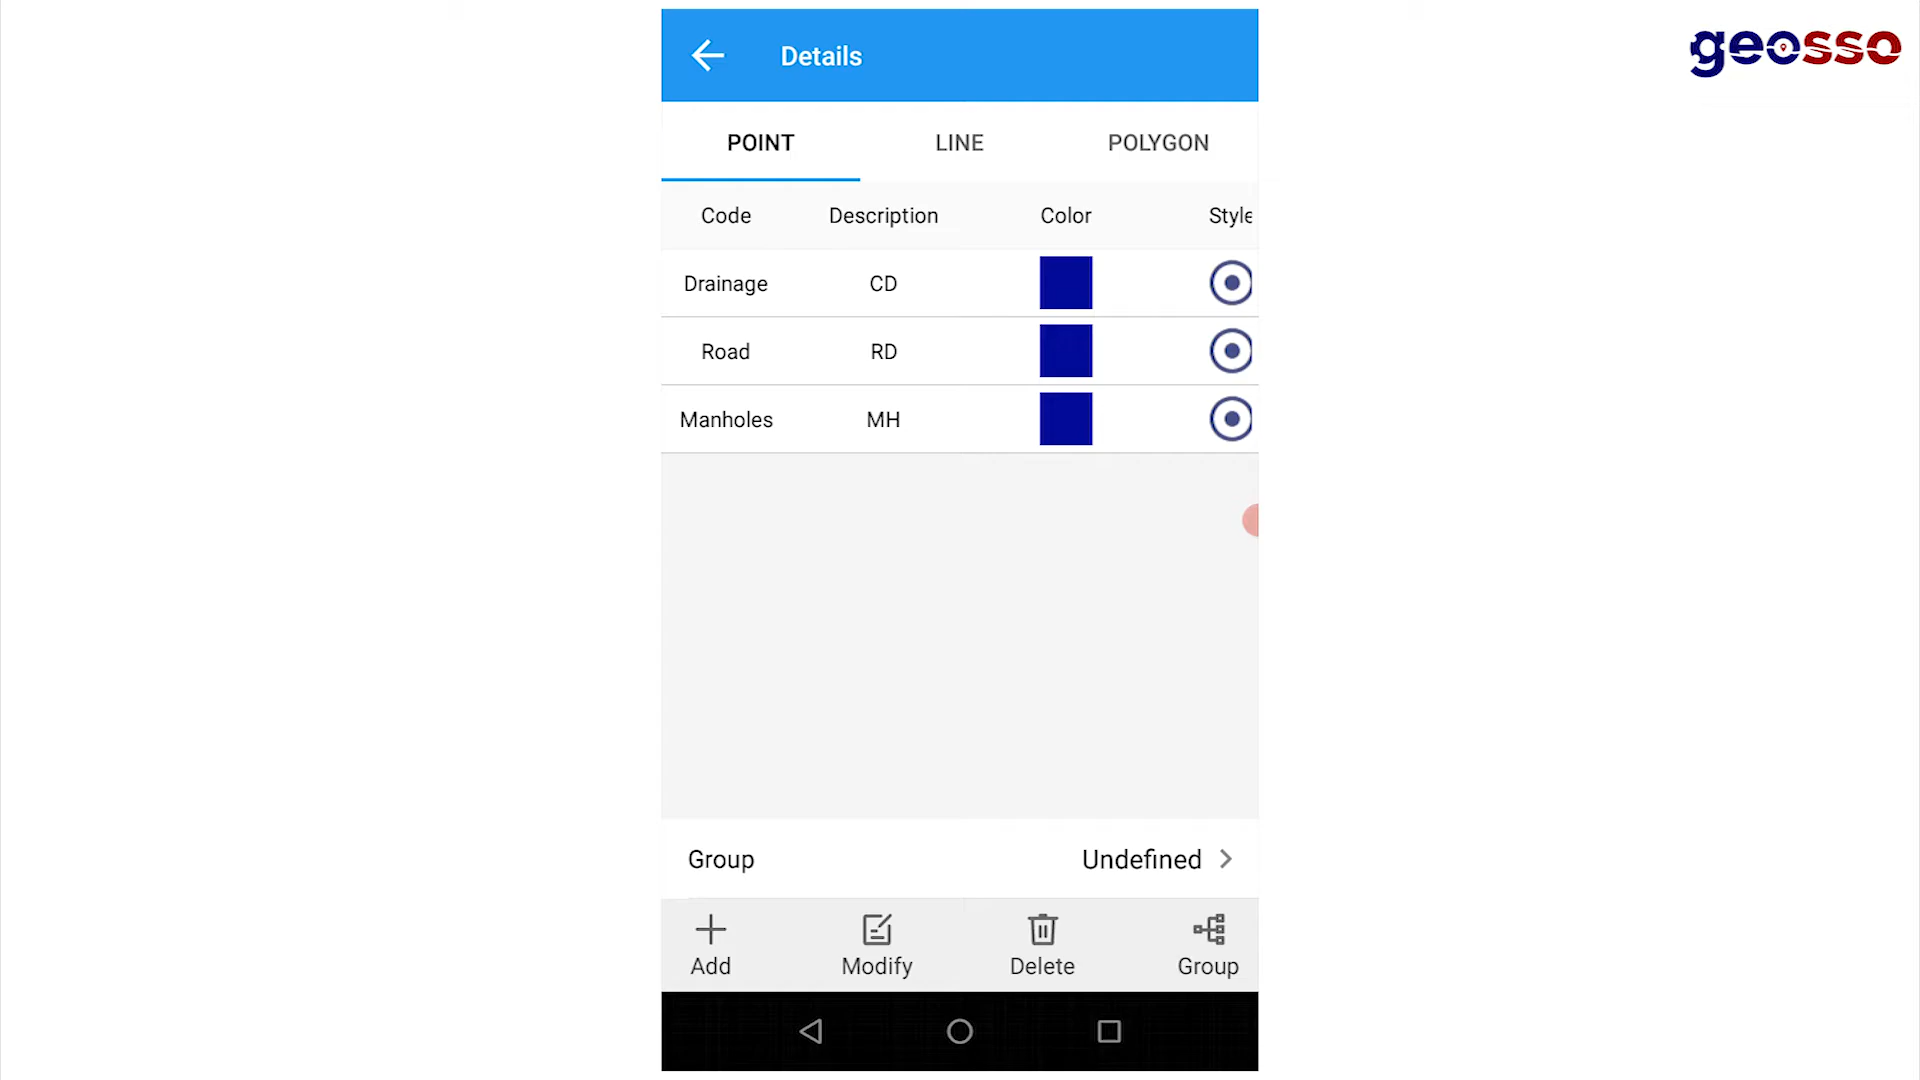 geosso
Details
POINT LINE POLYGON
Code Description Color Style
Drainage CD
Road RD
Manholes MH
Group Undefined
Add Modify Delete Group